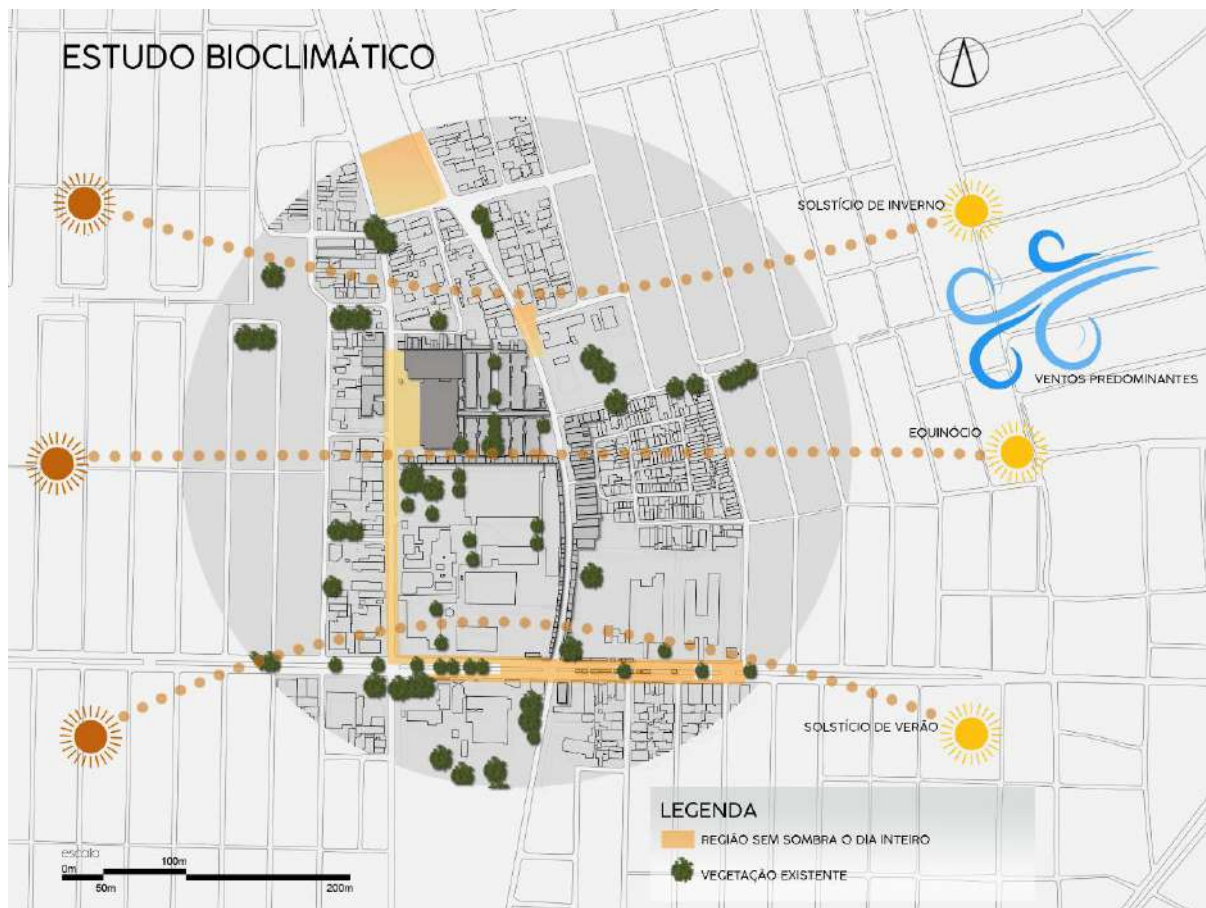 ESTUDO BIOCLIMÁTICO
SOLSTÍCIO DE INVERNO
VENTOS PREDOMINANTES
EQUINÓCIO
SOLSTÍCIO DE VERÃO
LEGENDA
REGIÃO SEM SOMBRA O DIA INTEIRO
VEGETAÇÃO EXISTENTE
escala
0m
100m
50m
200m